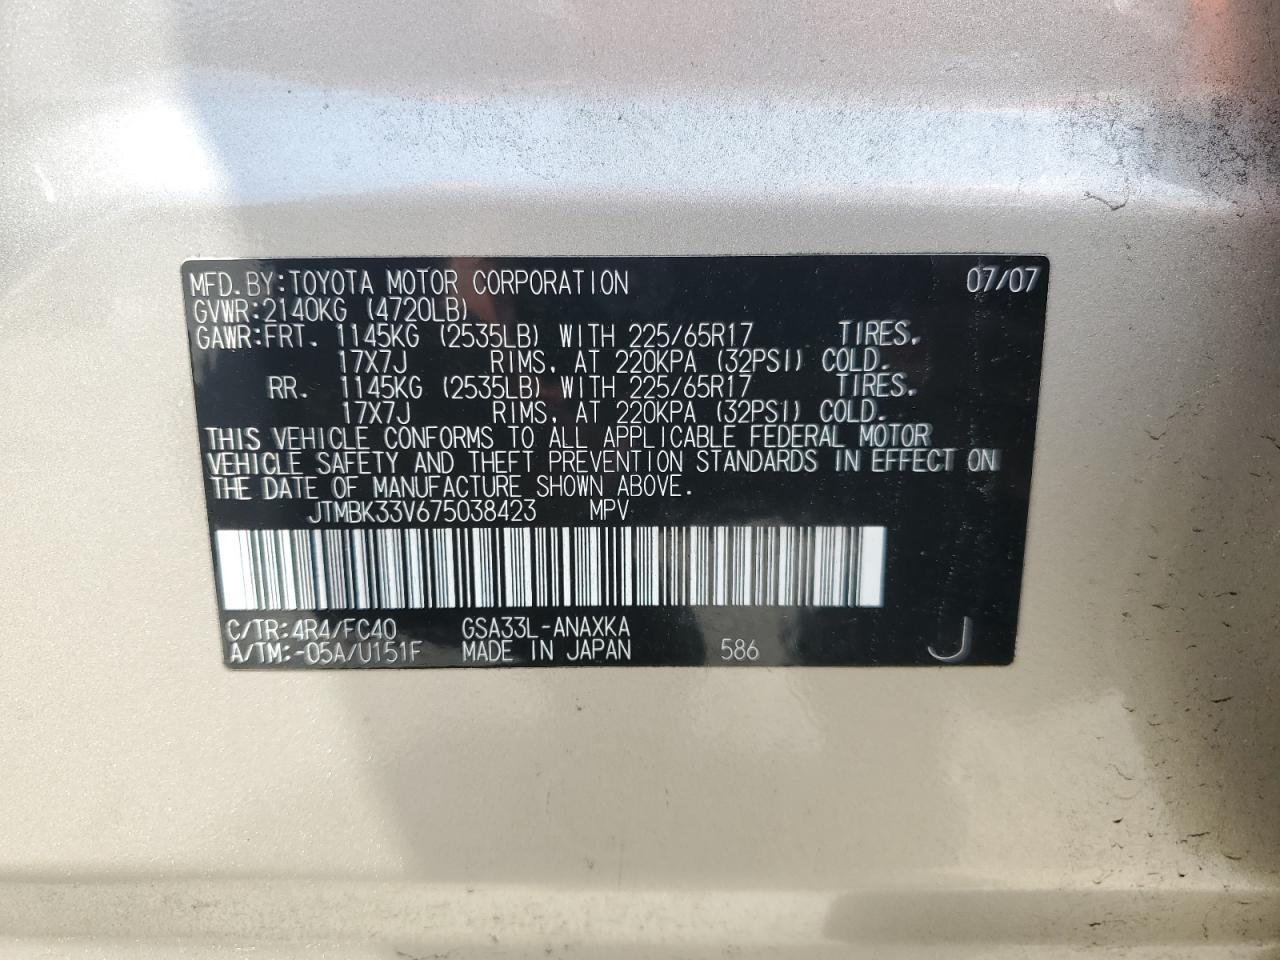 MFD.BY:TOYOTA MOTOR CORPORATION 07/07
GVWR:2140KG (4720LB)
GAWR:FRT. 1145KG (2535LB) WITH 225/65R17 TIRES,
17X7J RIMS, AT 220KPA (32PSI) COLD.
RR. 1145KG (2535LB) WITH 225/65R17 TIRES,
17X7J RIMS, AT 220KPA (32PSI) COLD.
THIS VEHICLE CONFORMS TO ALL APPLICABLE FEDERAL MOTOR
VEHICLE SAFETY AND THEFT PREVENTION STANDARDS IN EFFECT ON
THE DATE OF MANUFACTURE SHOWN ABOVE.
JTMBK33V675038423 MPV
C/TR:4R4/FC40 GSA33L-ANAXKA
A/TM:-05A/U151F MADE IN JAPAN 586 J